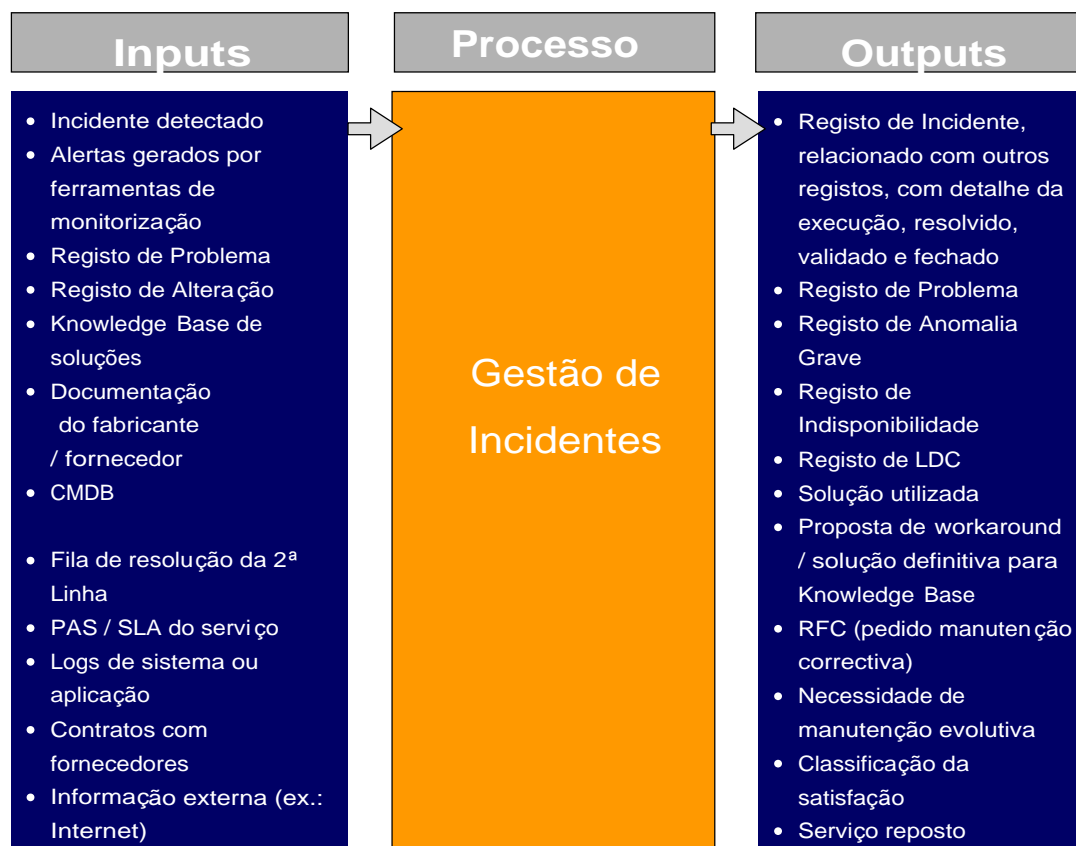 Inputs
Processo
Outputs
• Incidente detectado
• Alertas gerados por
ferramentas de
monitorização
• Registo de Problema
• Registo de Alteração
• Knowledge Base de
soluções
• Documentação
do fabricante
/ fornecedor
• CMDB
• Fila de resolução da 2ª
Linha
• PAS / SLA do serviço
• Logs de sistema ou
aplicação
• Contratos com
fornecedores
• Informação externa (ex.:
Internet)
Gestão de
Incidentes
• Registo de Incidente,
relacionado com outros
registos, com detalhe da
execução, resolvido,
validado e fechado
• Registo de Problema
• Registo de Anomalia
Grave
• Registo de
Indisponibilidade
• Registo de LDC
• Solução utilizada
• Proposta de workaround
/ solução definitiva para
Knowledge Base
• RFC (pedido manutenção
correctiva)
• Necessidade de
manutenção evolutiva
• Classificação da
satisfação
• Serviço reposto